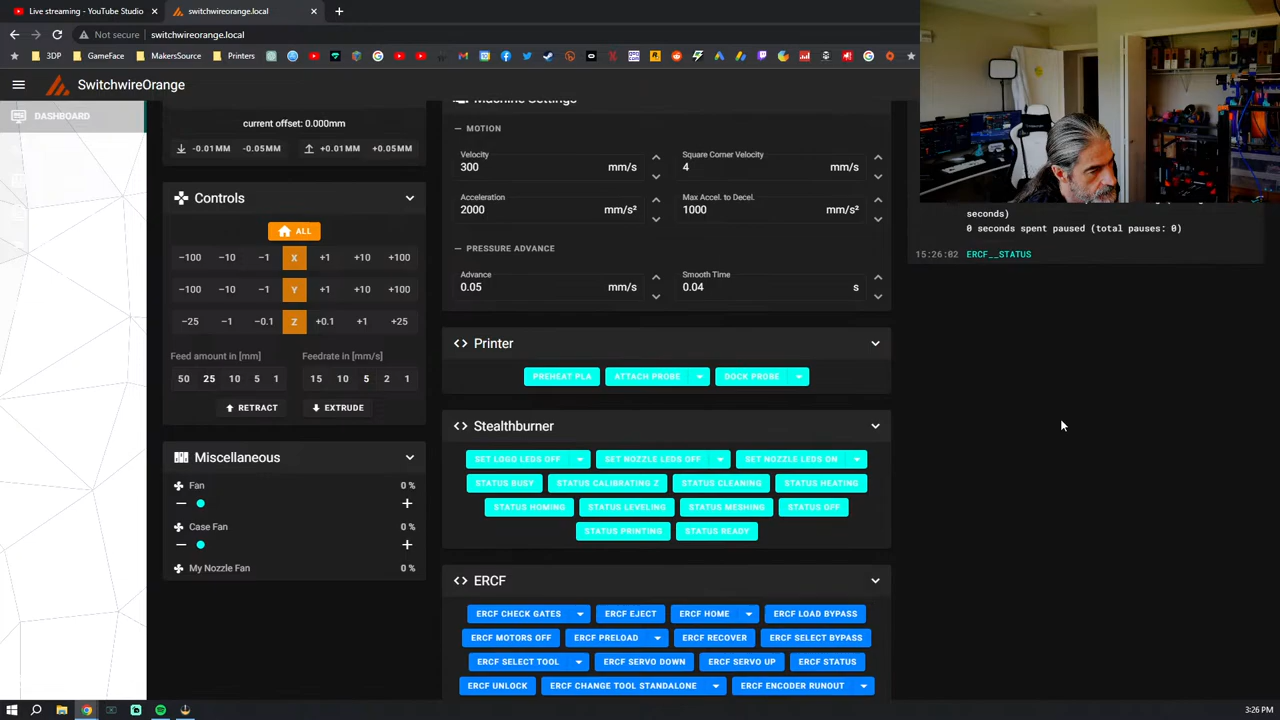 Live streaming - YouTube Studio
switchwireorange.local
Not secure
switchwireorange.local
3DP
GameFace
MakersSource
Printers
SwitchwireOrange
DASHBOARD
current offset: 0.000mm
-0.01MM -0.05MM +0.01MM +0.05MM
Controls
ALL
-100 -10 -1 X +1 +10 +100
-100 -10 -1 Y +1 +10 +100
-25 -1 -0.1 Z +0.1 +1 +25
Feed amount in [mm] Feedrate in [mm/s]
50 25 10 5 1 15 10 5 2 1
RETRACT EXTRUDE
Miscellaneous
Fan 0 %
Case Fan 0 %
My Nozzle Fan 0 %
Machine Settings
MOTION
Velocity Square Corner Velocity
300 mm/s 4 mm/s
Acceleration Max Accel. to Decel.
2000 mm/s² 1000 mm/s²
PRESSURE ADVANCE
Advance Smooth Time
0.05 mm/s 0.04 s
Printer
PREHEAT PLA ATTACH PROBE DOCK PROBE
Stealthburner
SET LOGO LEDS OFF SET NOZZLE LEDS OFF SET NOZZLE LEDS ON
STATUS BUSY STATUS CALIBRATING Z STATUS CLEANING STATUS HEATING
STATUS HOMING STATUS LEVELING STATUS MESHING STATUS OFF
STATUS PRINTING STATUS READY
ERCF
ERCF CHECK GATES ERCF EJECT ERCF HOME ERCF LOAD BYPASS
ERCF MOTORS OFF ERCF PRELOAD ERCF RECOVER ERCF SELECT BYPASS
ERCF SELECT TOOL ERCF SERVO DOWN ERCF SERVO UP ERCF STATUS
ERCF UNLOCK ERCF CHANGE TOOL STANDALONE ERCF ENCODER RUNOUT
seconds)
0 seconds spent paused (total pauses: 0)
15:26:02 ERCF__STATUS
3:26 PM